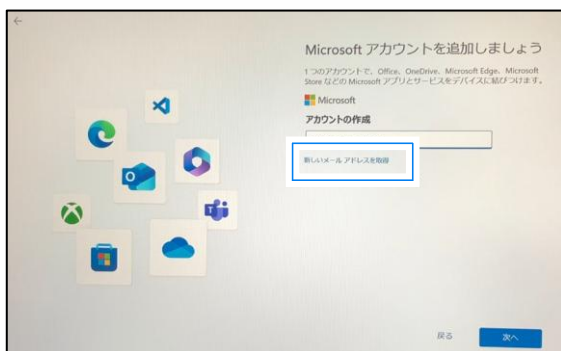 Microsoft アカウントを追加しましょう
1 つのアカウントで、Office、OneDrive、Microsoft Edge、Microsoft
Store などの Microsoft アプリとサービスをデバイスに結びつけます。
Microsoft
アカウントの作成
新しいメール アドレスを取得
戻る
次へ